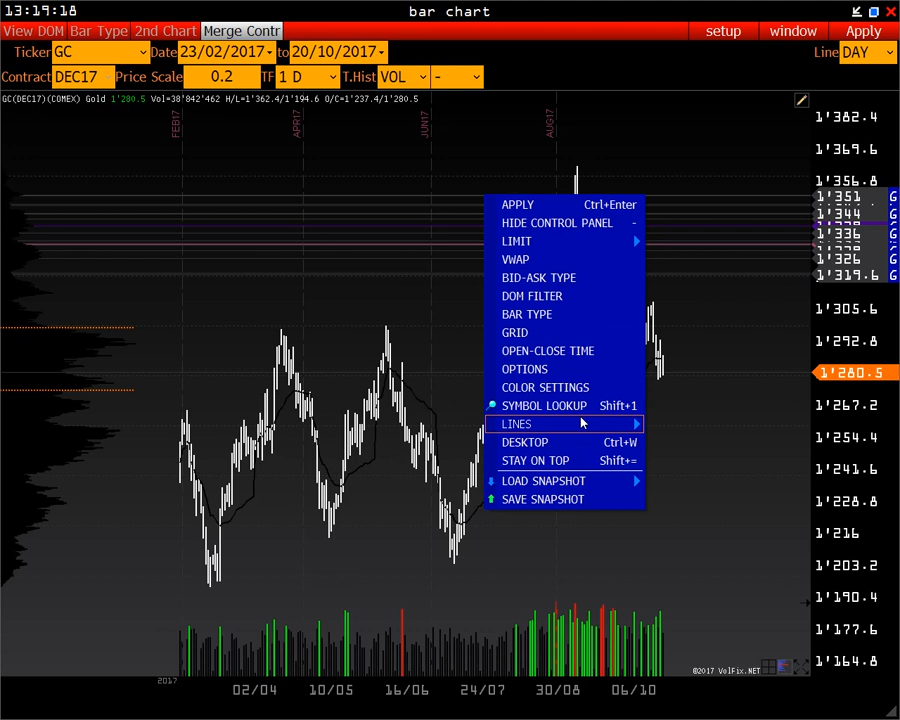 13:19:18 bar chart
View DOM Bar Type 2nd Chart Merge Contr setup window Apply
Ticker GC Date 23/02/2017 to 20/10/2017 Line DAY
Contract DEC17 Price Scale 0.2 TF 1 D T.Hist VOL -
GC(DEC17)(COMEX) Gold 1'280.5 Vol=38'842'462 H/L=1'362.4/1'194.6 O/C=1'237.4/1'280.5
FEB17 APR17 JUN17 AUG17
1'382.4
1'369.6
1'356.8
1'351 G
1'344 G
1'336 G
1'326 G
1'319.6 G
1'305.6
1'292.8
1'280.5
1'267.2
1'254.4
1'241.6
1'228.8
1'216
1'203.2
1'190.4
1'177.6
1'164.8
APPLY Ctrl+Enter
HIDE CONTROL PANEL -
LIMIT
VWAP
BID-ASK TYPE
DOM FILTER
BAR TYPE
GRID
OPEN-CLOSE TIME
OPTIONS
COLOR SETTINGS
SYMBOL LOOKUP Shift+1
LINES
DESKTOP Ctrl+W
STAY ON TOP Shift+=
LOAD SNAPSHOT
SAVE SNAPSHOT
©2017 VolFix.NET
2017
02/04 10/05 16/06 24/07 30/08 06/10